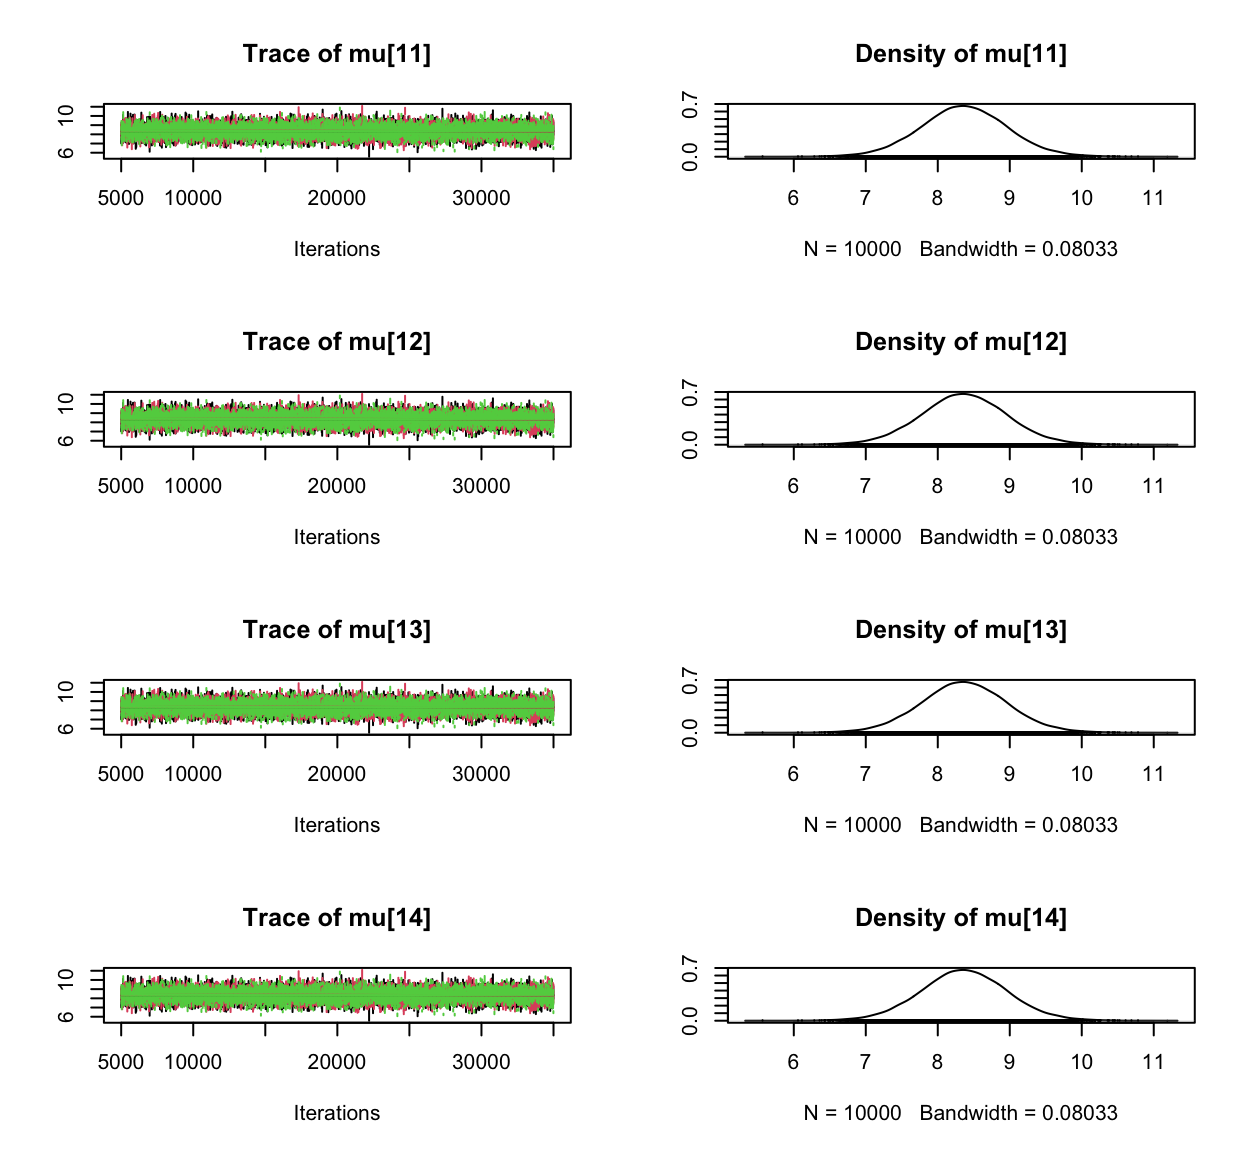 Trace of mu[11]
Density of mu[11]
10
6
5000 10000 20000 30000
Iterations
0.7
0.0
6 7 8 9 10 11
N = 10000 Bandwidth = 0.08033
Trace of mu[12]
Density of mu[12]
10
6
5000 10000 20000 30000
Iterations
0.7
0.0
6 7 8 9 10 11
N = 10000 Bandwidth = 0.08033
Trace of mu[13]
Density of mu[13]
10
6
5000 10000 20000 30000
Iterations
0.7
0.0
6 7 8 9 10 11
N = 10000 Bandwidth = 0.08033
Trace of mu[14]
Density of mu[14]
10
6
5000 10000 20000 30000
Iterations
0.7
0.0
6 7 8 9 10 11
N = 10000 Bandwidth = 0.08033